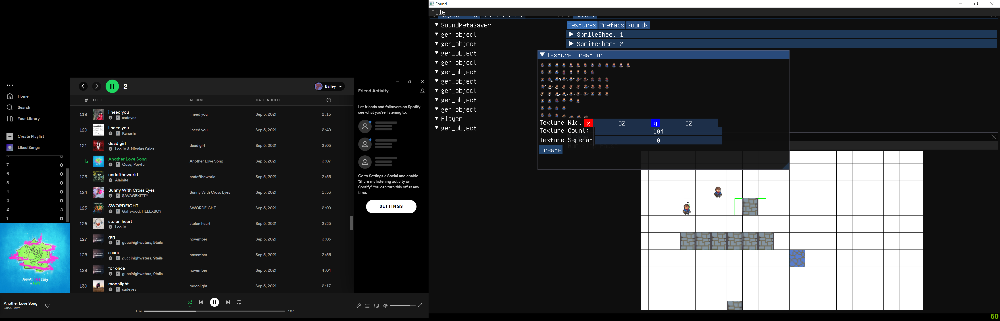 Home
Search
Your Library
Create Playlist
Liked Songs
7
6
5
4
3
2
1
2
Bailey
# TITLE ALBUM DATE ADDED
119 i need you i need you Sep 5, 2021 2:15
E sadeyes
120 i need you... i need you... Sep 5, 2021 2:40
E Kanashi
121 dead girl dead girl Sep 5, 2021 2:05
E Leo IV & Nicolas Sales
Another Love Song Another Love Song Sep 5, 2021 3:07
E Ouse, Powfu
123 endoftheworld endoftheworld Sep 5, 2021 2:55
Alainite
124 Bunny With Cross Eyes Bunny With Cross Eyes Sep 5, 2021 1:53
E $AVAGEKITTY
125 SWORDFIGHT SWORDFIGHT Sep 5, 2021 2:00
E Gaffwood, HELLXBOY
126 stolen heart stolen heart Sep 5, 2021 2:35
Leo IV
127 gtg november Sep 5, 2021 3:06
E guccihighwaters, 9tails
128 scars november Sep 5, 2021 2:56
E guccihighwaters, 9tails
129 for once november Sep 5, 2021 4:04
E guccihighwaters, 9tails
130 moonlight moonlight Sep 5, 2021 2:17
E sadeyes
Friend Activity
Let friends and followers on Spotify
see what you're listening to.
Go to Settings > Social and enable
'Share my listening activity on
Spotify.' You can turn this off at any
time.
SETTINGS
ANOTHER LOVE SONG
ft. POWFU
Another Love Song
Ouse, Powfu
1:09 3:07
Found
File
Object List Level Editor
SoundMetaSaver
gen_object
gen_object
gen_object
gen_object
gen_object
gen_object
gen_object
gen_object
gen_object
Player
gen_object
Import
Textures Prefabs Sounds
SpriteSheet 1
SpriteSheet 2
Texture Creation
Texture Widt x 32 y 32
Texture Count: 104
Texture Seperat 0
Create
Run Stop Pause
60